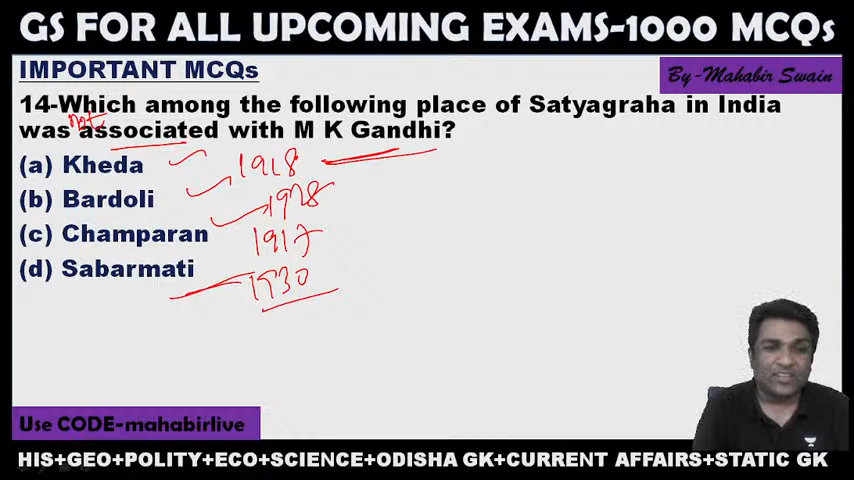 GS FOR ALL UPCOMING EXAMS-1000 MCQs
IMPORTANT MCQs
By-Mahabir Swain
14-Which among the following place of Satyagraha in India
not
was associated with M K Gandhi?
(a) Kheda 1918
(b) Bardoli 1928
(c) Champaran 1917
(d) Sabarmati 1930
Use CODE-mahabirlive
HIS+GEO+POLITY+ECO+SCIENCE+ODISHA GK+CURRENT AFFAIRS+STATIC GK